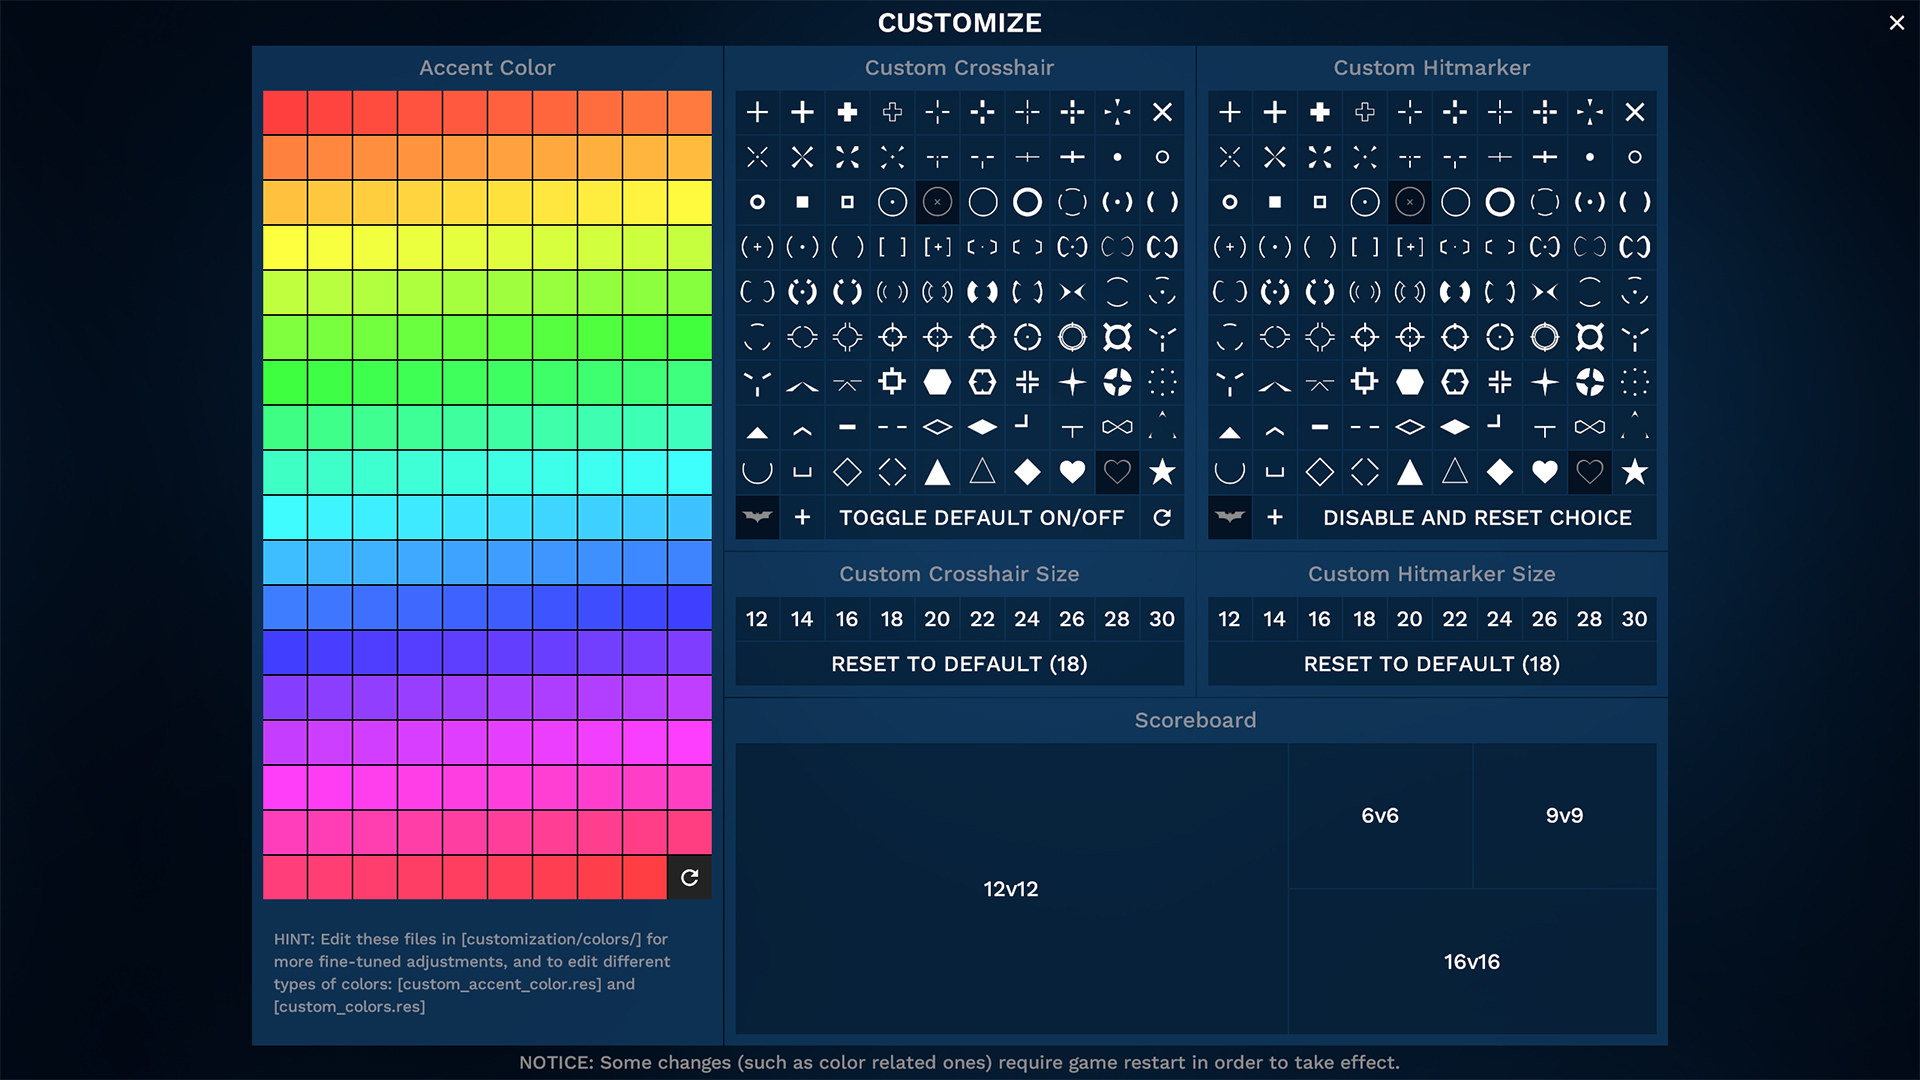 CUSTOMIZE
Accent Color
HINT: Edit these files in [customization/colors/] for
more fine-tuned adjustments, and to edit different
types of colors: [custom_accent_color.res] and
[custom_colors.res]
Custom Crosshair
TOGGLE DEFAULT ON/OFF
Custom Hitmarker
DISABLE AND RESET CHOICE
Custom Crosshair Size
12 14 16 18 20 22 24 26 28 30
RESET TO DEFAULT (18)
Custom Hitmarker Size
12 14 16 18 20 22 24 26 28 30
RESET TO DEFAULT (18)
Scoreboard
12v12
6v6
9v9
16v16
NOTICE: Some changes (such as color related ones) require game restart in order to take effect.